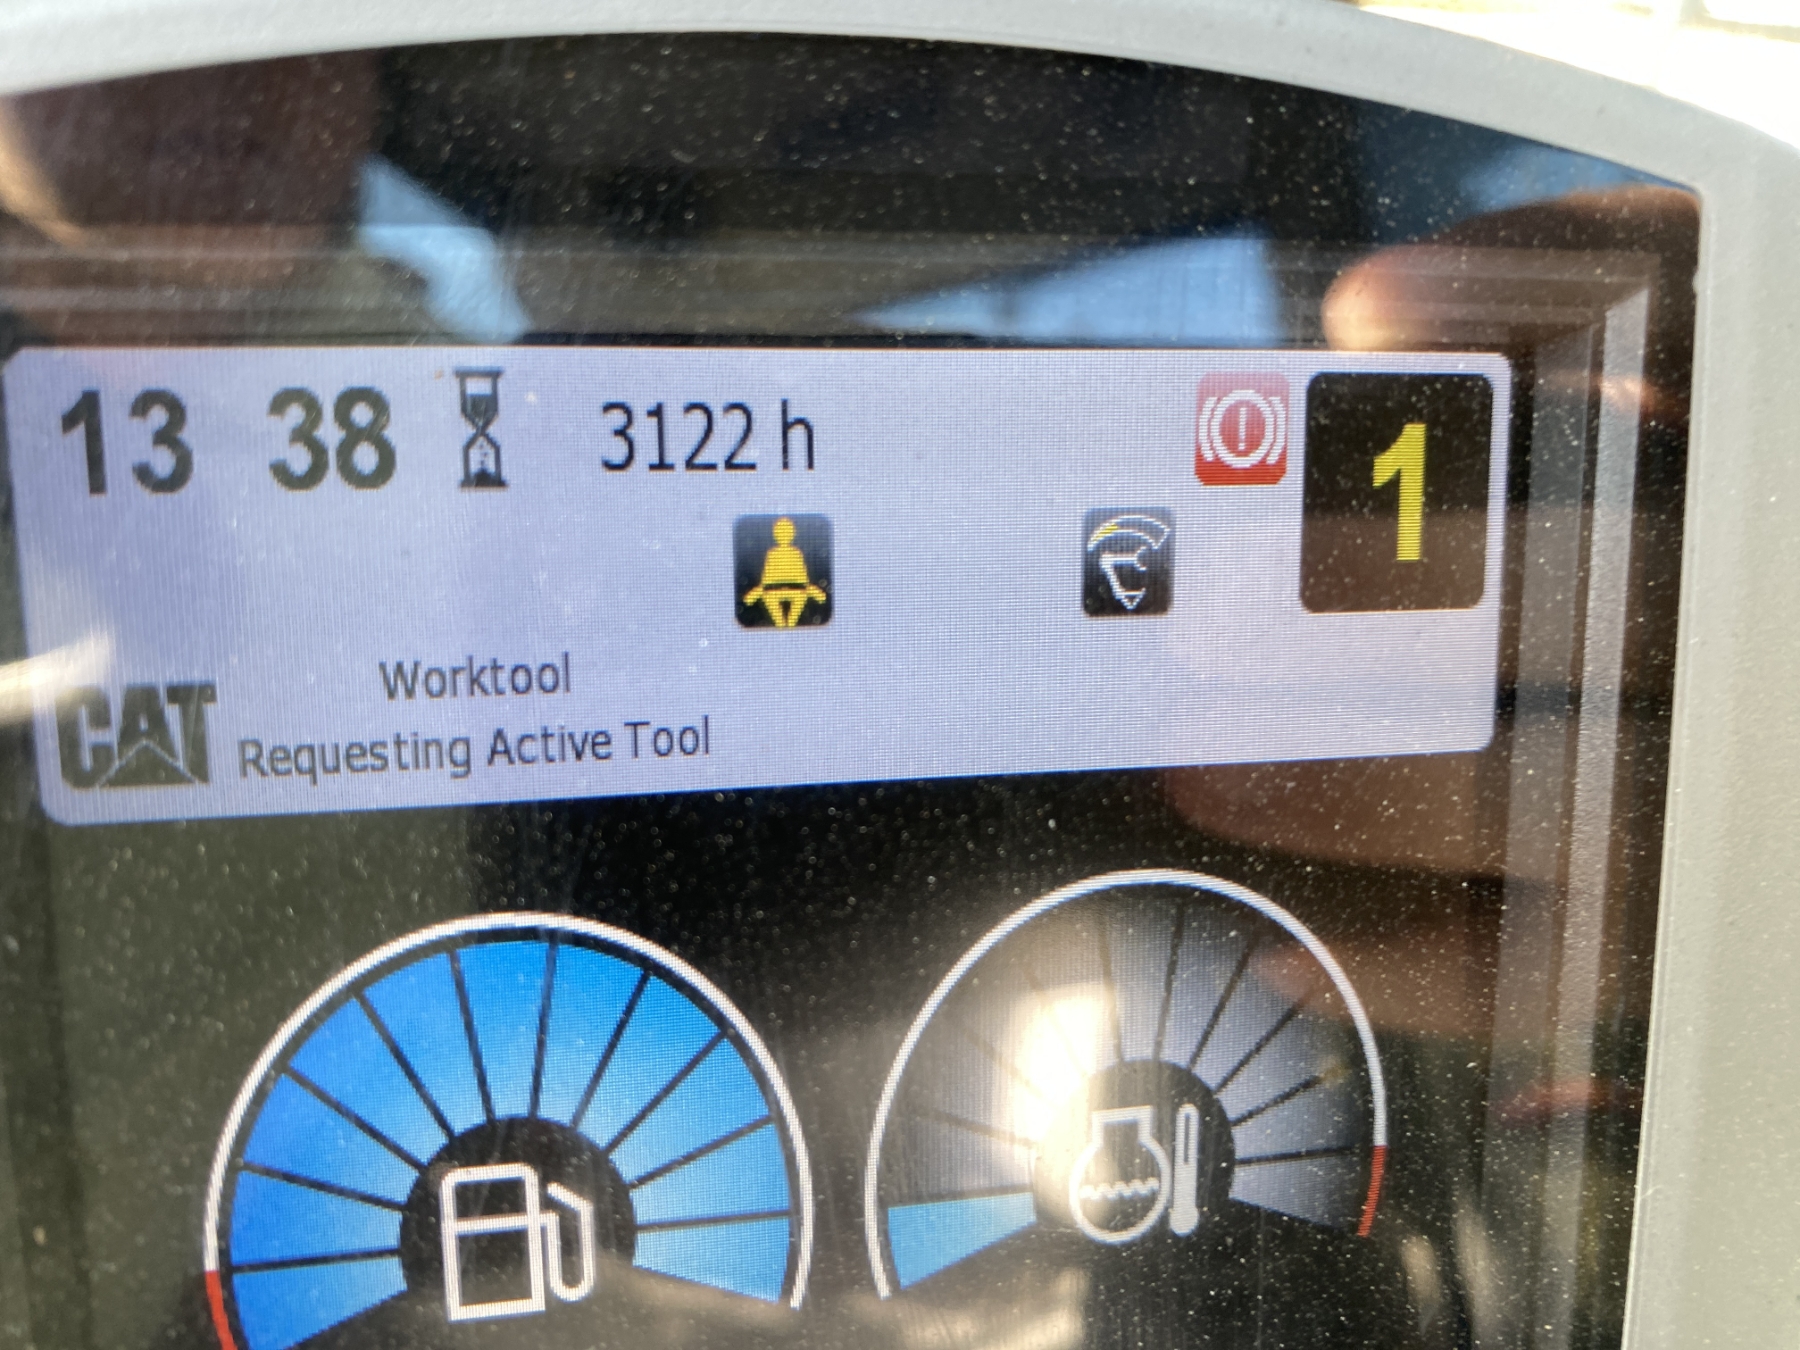 13 38 3122 h
1
Worktool
CAT Requesting Active Tool